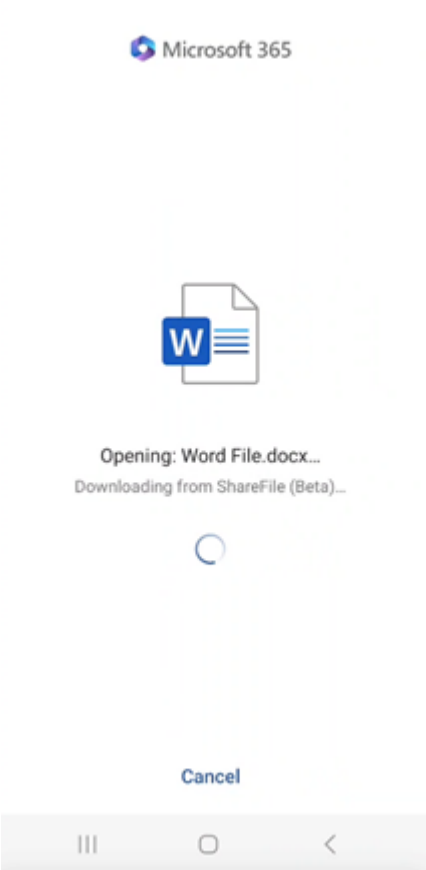 Microsoft 365
W
Opening: Word File.docx...
Downloading from ShareFile (Beta)...
Cancel